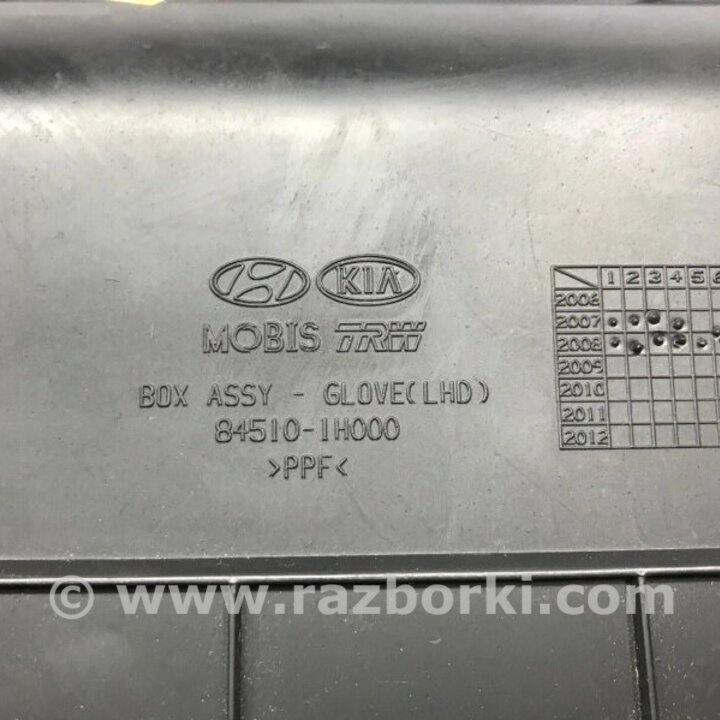 KIA
MOBIS TRW
BOX ASSY - GLOVE(LHD)
84510-1H000
>PPF<
1 2 3 4 5
2006
2007
2008
2009
2010
2011
2012
© www.razborki.com